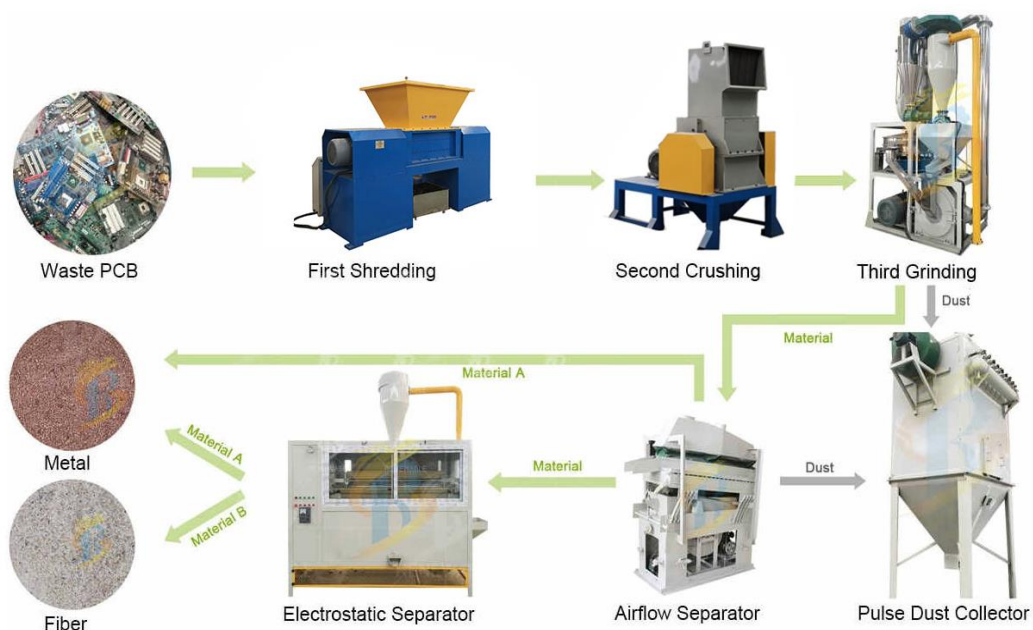 Waste PCB
First Shredding
Second Crushing
Third Grinding
Dust
Material
Material A
Metal
Material A
Material B
Material
Dust
Fiber
Electrostatic Separator
Airflow Separator
Pulse Dust Collector